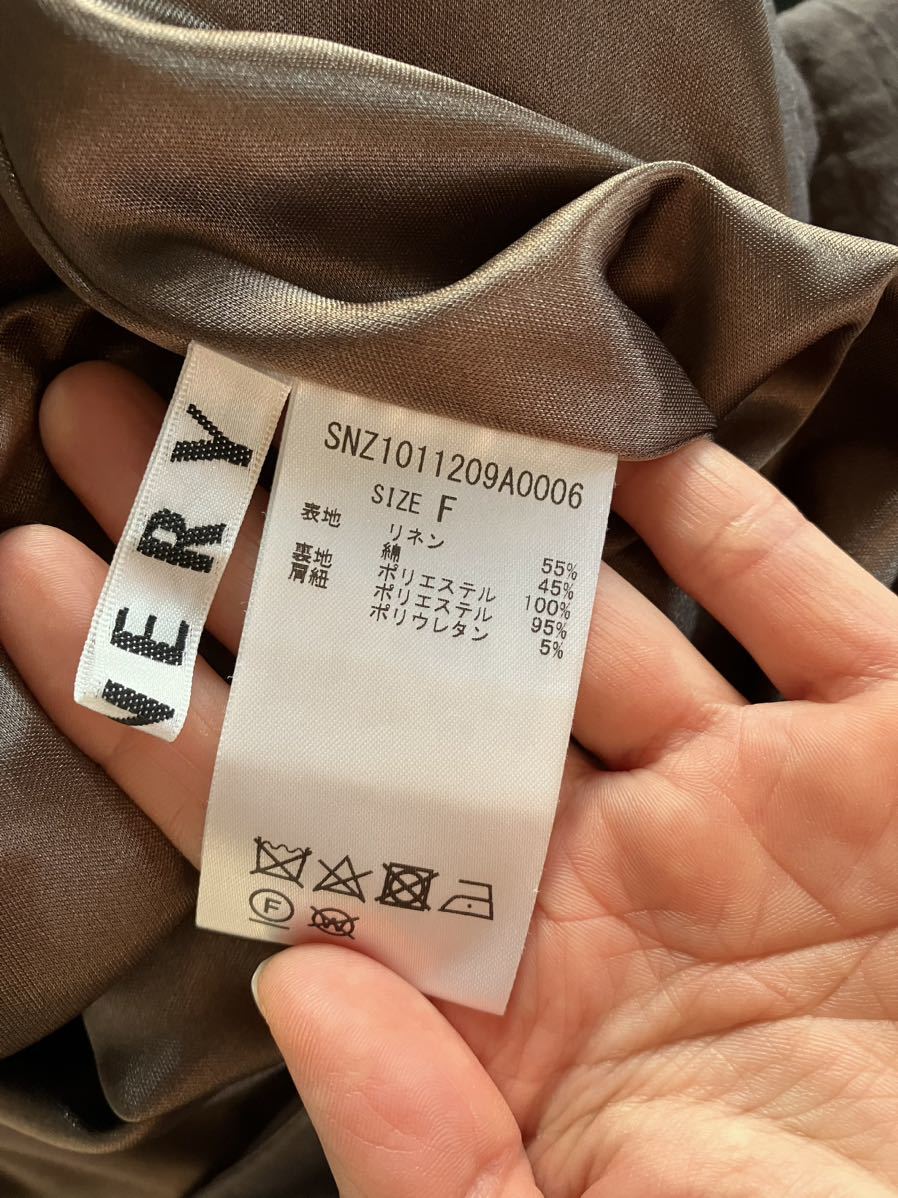 VERY
SNZ1011209A0006
SIZE F
表地 リネン 55%
綿 45%
裏地 ポリエステル 100%
肩紐 ポリエステル 95%
ポリウレタン 5%
F
W